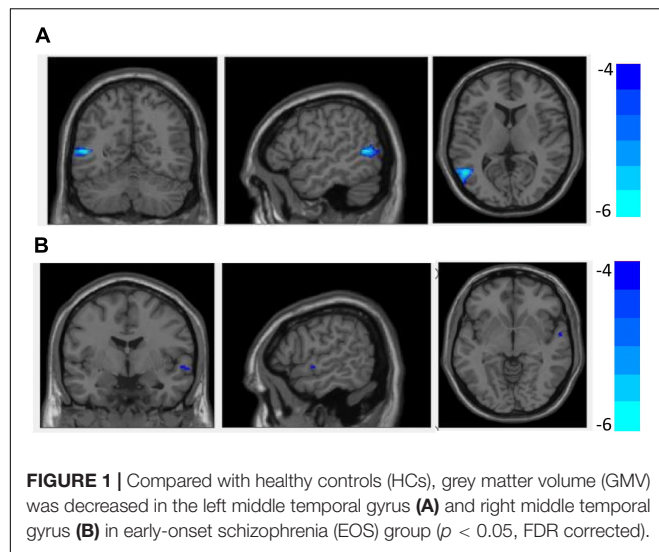 A
-4
-6
B
-4
-6
FIGURE 1 | Compared with healthy controls (HCs), grey matter volume (GMV)
was decreased in the left middle temporal gyrus (A) and right middle temporal
gyrus (B) in early-onset schizophrenia (EOS) group (p < 0.05, FDR corrected).